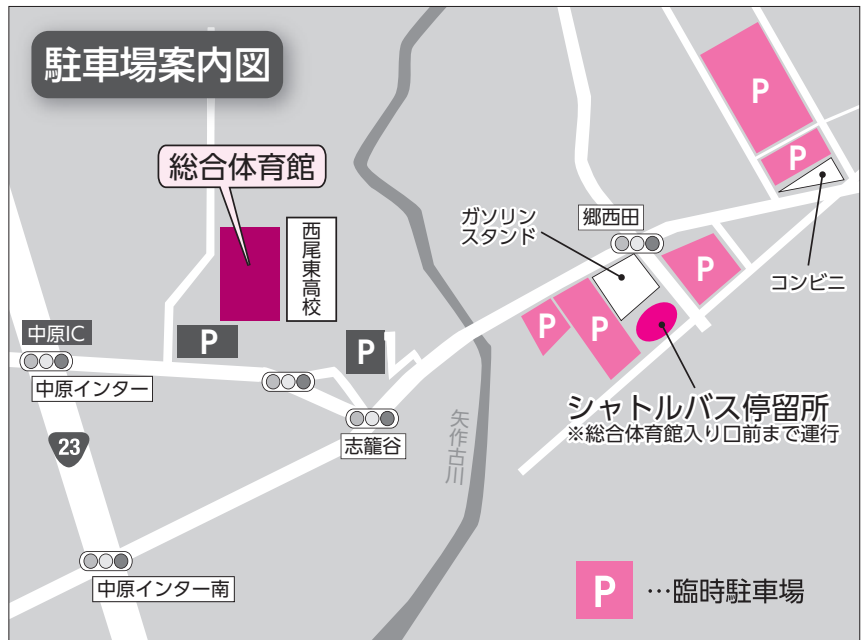 駐車場案内図
総合体育館
西尾東高校
P
P
中原IC
中原インター
23
志籠谷
中原インター南
矢作古川
ガソリン
スタンド
郷西田
P
P
コンビニ
P
P
P
シャトルバス停留所
※総合体育館入り口前まで運行
P …臨時駐車場